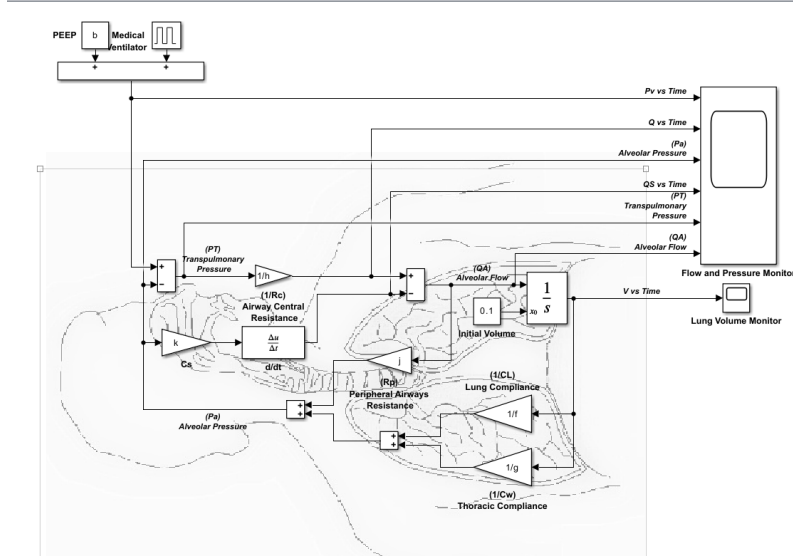 PEEP
b
Medical
Ventilator
+
+
Pv vs Time
Q vs Time
(Pa)
Alveolar Pressure
QS vs Time
(PT)
Transpulmonary
Pressure
(QA)
Alveolar Flow
Flow and Pressure Monitor
+
−
(PT)
Transpulmonary
Pressure
1/h
(1/Rc)
Airway Central
Resistance
+
−
(QA)
Alveolar Flow
0.1
Initial Volume
1
s
x₀
V vs Time
Lung Volume Monitor
k
Cs
Δu
Δt
d/dt
j
(Rp)
Peripheral Airways
Resistance
(1/CL)
Lung Compliance
1/f
+
+
(Pa)
Alveolar Pressure
+
+
1/g
(1/Cw)
Thoracic Compliance